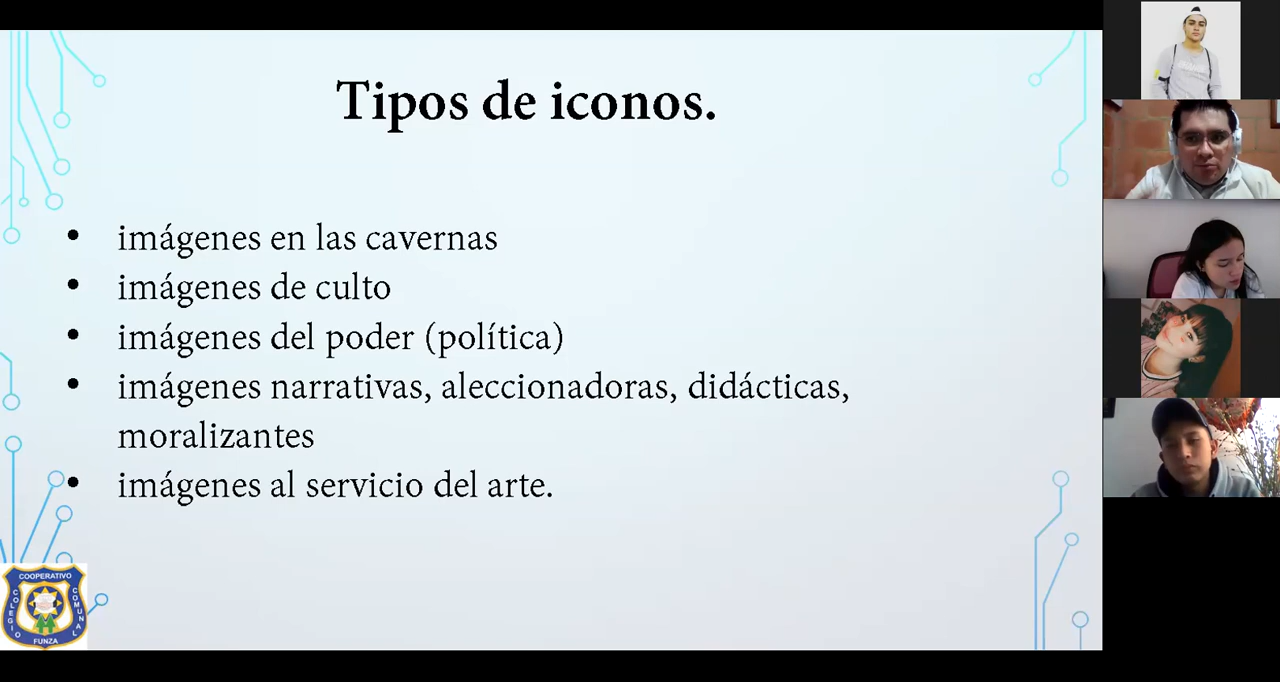 Tipos de iconos.
• imágenes en las cavernas
• imágenes de culto
• imágenes del poder (política)
• imágenes narrativas, aleccionadoras, didácticas,
moralizantes
• imágenes al servicio del arte.
COOPERATIVO
COLEGIO
COMUNAL
FUNZA